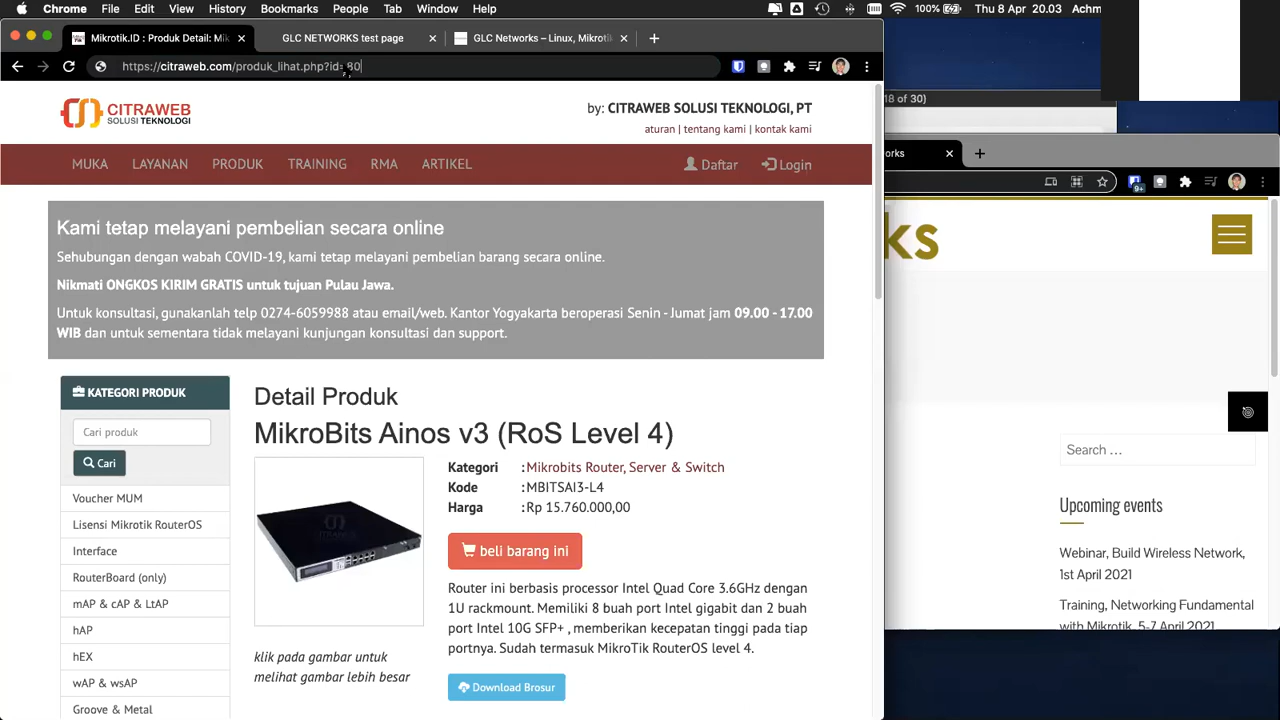 Chrome File Edit View History Bookmarks People Tab Window Help 100% Thu 8 Apr 20.03 Achm
Mikrotik.ID : Produk Detail: Mi
GLC NETWORKS test page
GLC Networks – Linux, Mikroti
https://citraweb.com/produk_lihat.php?id=
(18 of 30)
orks
9+
CITRAWEB
SOLUSI TEKNOLOGI
by: CITRAWEB SOLUSI TEKNOLOGI, PT
aturan | tentang kami | kontak kami
MUKA LAYANAN PRODUK TRAINING RMA ARTIKEL Daftar Login
Kami tetap melayani pembelian secara online
Sehubungan dengan wabah COVID-19, kami tetap melayani pembelian barang secara online.
Nikmati ONGKOS KIRIM GRATIS untuk tujuan Pulau Jawa.
Untuk konsultasi, gunakanlah telp 0274-6059988 atau email/web. Kantor Yogyakarta beroperasi Senin - Jumat jam 09.00 - 17.00
WIB dan untuk sementara tidak melayani kunjungan konsultasi dan support.
KATEGORI PRODUK
Cari produk
Cari
Voucher MUM
Lisensi Mikrotik RouterOS
Interface
RouterBoard (only)
mAP & cAP & LtAP
hAP
hEX
wAP & wsAP
Groove & Metal
Detail Produk
MikroBits Ainos v3 (RoS Level 4)
Kategori : Mikrobits Router, Server & Switch
Kode : MBITSAI3-L4
Harga : Rp 15.760.000,00
beli barang ini
Router ini berbasis processor Intel Quad Core 3.6GHz dengan
1U rackmount. Memiliki 8 buah port Intel gigabit dan 2 buah
port Intel 10G SFP+ , memberikan kecepatan tinggi pada tiap
portnya. Sudah termasuk MikroTik RouterOS level 4.
Download Brosur
klik pada gambar untuk
melihat gambar lebih besar
ks
Search …
Upcoming events
Webinar, Build Wireless Network,
1st April 2021
Training, Networking Fundamental
with Mikrotik, 5-7 April 2021